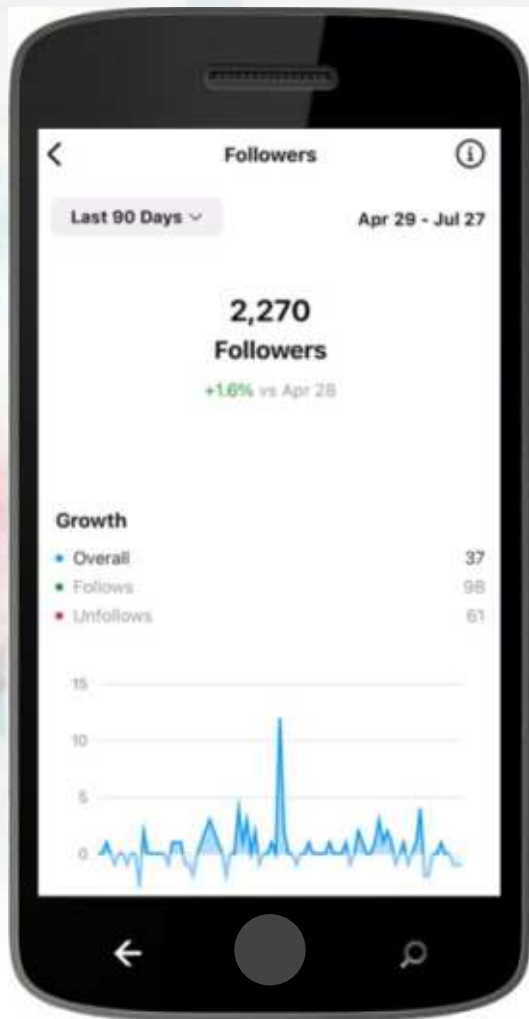 Followers
Last 90 Days
Apr 29 - Jul 27
2,270
Followers
+1.6% vs Apr 28
Growth
Overall 37
Follows 98
Unfollows 61
15
10
5
0